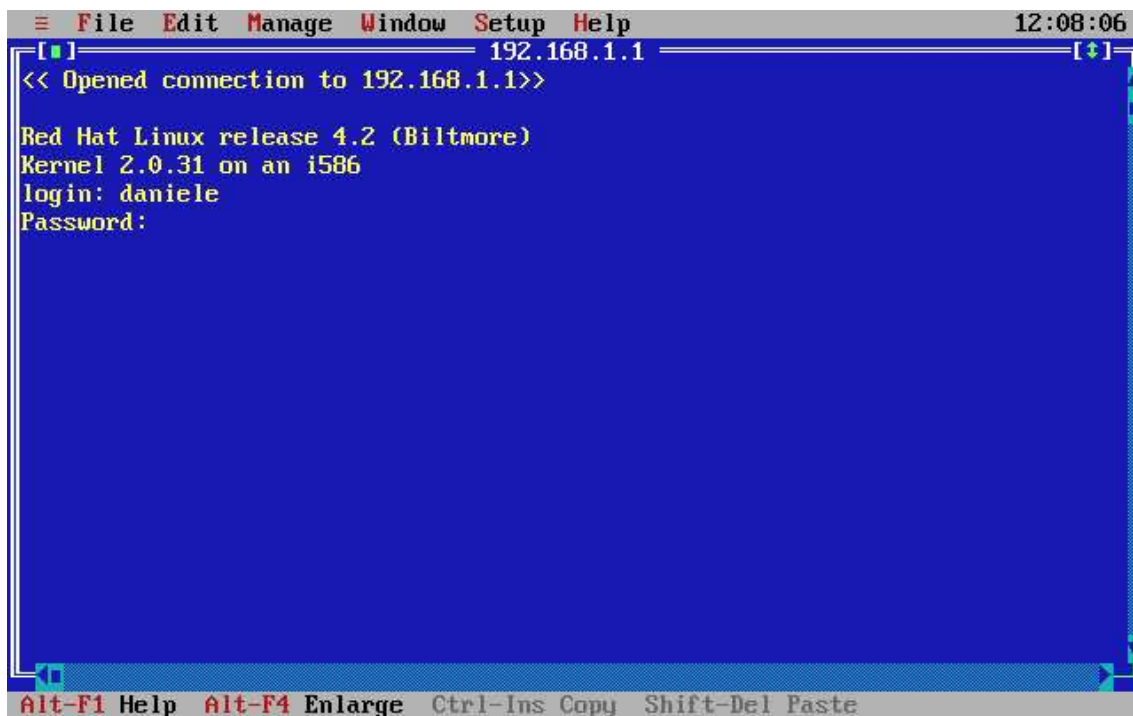 ≡ File Edit Manage Window Setup Help 12:08:06
192.168.1.1
<< Opened connection to 192.168.1.1>>
Red Hat Linux release 4.2 (Biltmore)
Kernel 2.0.31 on an i586
login: daniele
Password:
Alt-F1 Help Alt-F4 Enlarge Ctrl-Ins Copy Shift-Del Paste